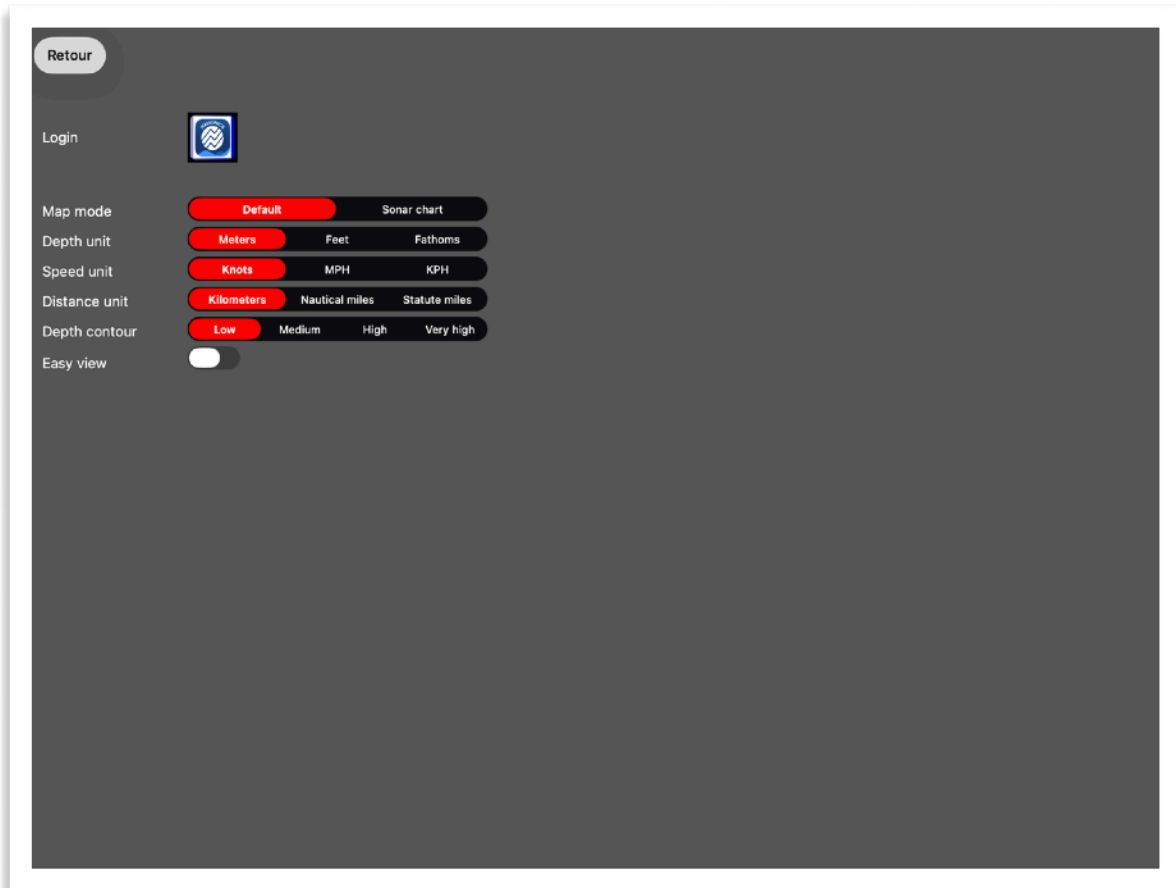 Retour
Login
Map mode Default Sonar chart
Depth unit Meters Feet Fathoms
Speed unit Knots MPH KPH
Distance unit Kilometers Nautical miles Statute miles
Depth contour Low Medium High Very high
Easy view